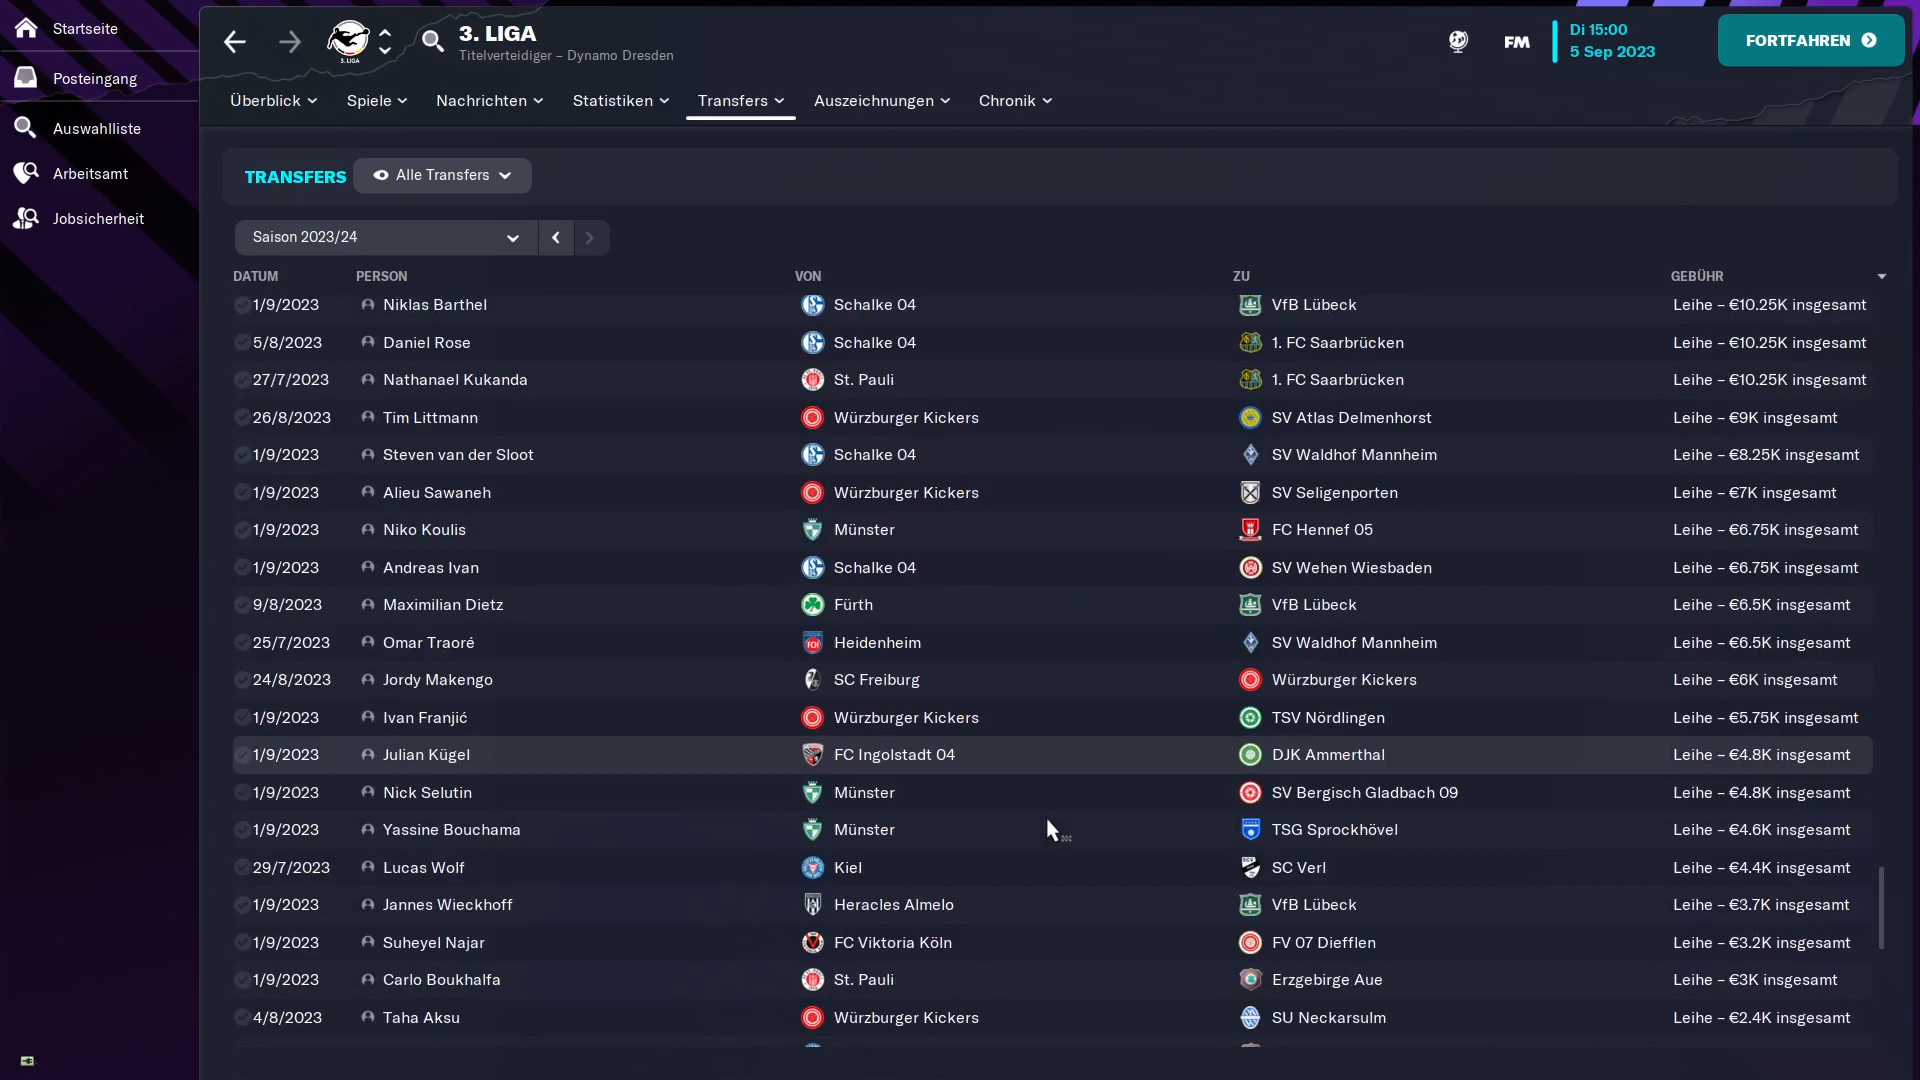 Startseite
Posteingang
Auswahlliste
Arbeitsamt
Jobsicherheit
3. LIGA
3. LIGA
Titelverteidiger – Dynamo Dresden
FM
Di 15:00
5 Sep 2023
FORTFAHREN
Überblick Spiele Nachrichten Statistiken Transfers Auszeichnungen Chronik
TRANSFERS Alle Transfers
Saison 2023/24
DATUM PERSON VON ZU GEBÜHR
1/9/2023 Niklas Barthel Schalke 04 VfB Lübeck Leihe – €10.25K insgesamt
5/8/2023 Daniel Rose Schalke 04 1. FC Saarbrücken Leihe – €10.25K insgesamt
27/7/2023 Nathanael Kukanda St. Pauli 1. FC Saarbrücken Leihe – €10.25K insgesamt
26/8/2023 Tim Littmann Würzburger Kickers SV Atlas Delmenhorst Leihe – €9K insgesamt
1/9/2023 Steven van der Sloot Schalke 04 SV Waldhof Mannheim Leihe – €8.25K insgesamt
1/9/2023 Alieu Sawaneh Würzburger Kickers SV Seligenporten Leihe – €7K insgesamt
1/9/2023 Niko Koulis Münster FC Hennef 05 Leihe – €6.75K insgesamt
1/9/2023 Andreas Ivan Schalke 04 SV Wehen Wiesbaden Leihe – €6.75K insgesamt
9/8/2023 Maximilian Dietz Fürth VfB Lübeck Leihe – €6.5K insgesamt
25/7/2023 Omar Traoré Heidenheim SV Waldhof Mannheim Leihe – €6.5K insgesamt
24/8/2023 Jordy Makengo SC Freiburg Würzburger Kickers Leihe – €6K insgesamt
1/9/2023 Ivan Franjić Würzburger Kickers TSV Nördlingen Leihe – €5.75K insgesamt
1/9/2023 Julian Kügel FC Ingolstadt 04 DJK Ammerthal Leihe – €4.8K insgesamt
1/9/2023 Nick Selutin Münster SV Bergisch Gladbach 09 Leihe – €4.8K insgesamt
1/9/2023 Yassine Bouchama Münster TSG Sprockhövel Leihe – €4.6K insgesamt
29/7/2023 Lucas Wolf Kiel SC Verl Leihe – €4.4K insgesamt
1/9/2023 Jannes Wieckhoff Heracles Almelo VfB Lübeck Leihe – €3.7K insgesamt
1/9/2023 Suheyel Najar FC Viktoria Köln FV 07 Diefflen Leihe – €3.2K insgesamt
1/9/2023 Carlo Boukhalfa St. Pauli Erzgebirge Aue Leihe – €3K insgesamt
4/8/2023 Taha Aksu Würzburger Kickers SU Neckarsulm Leihe – €2.4K insgesamt